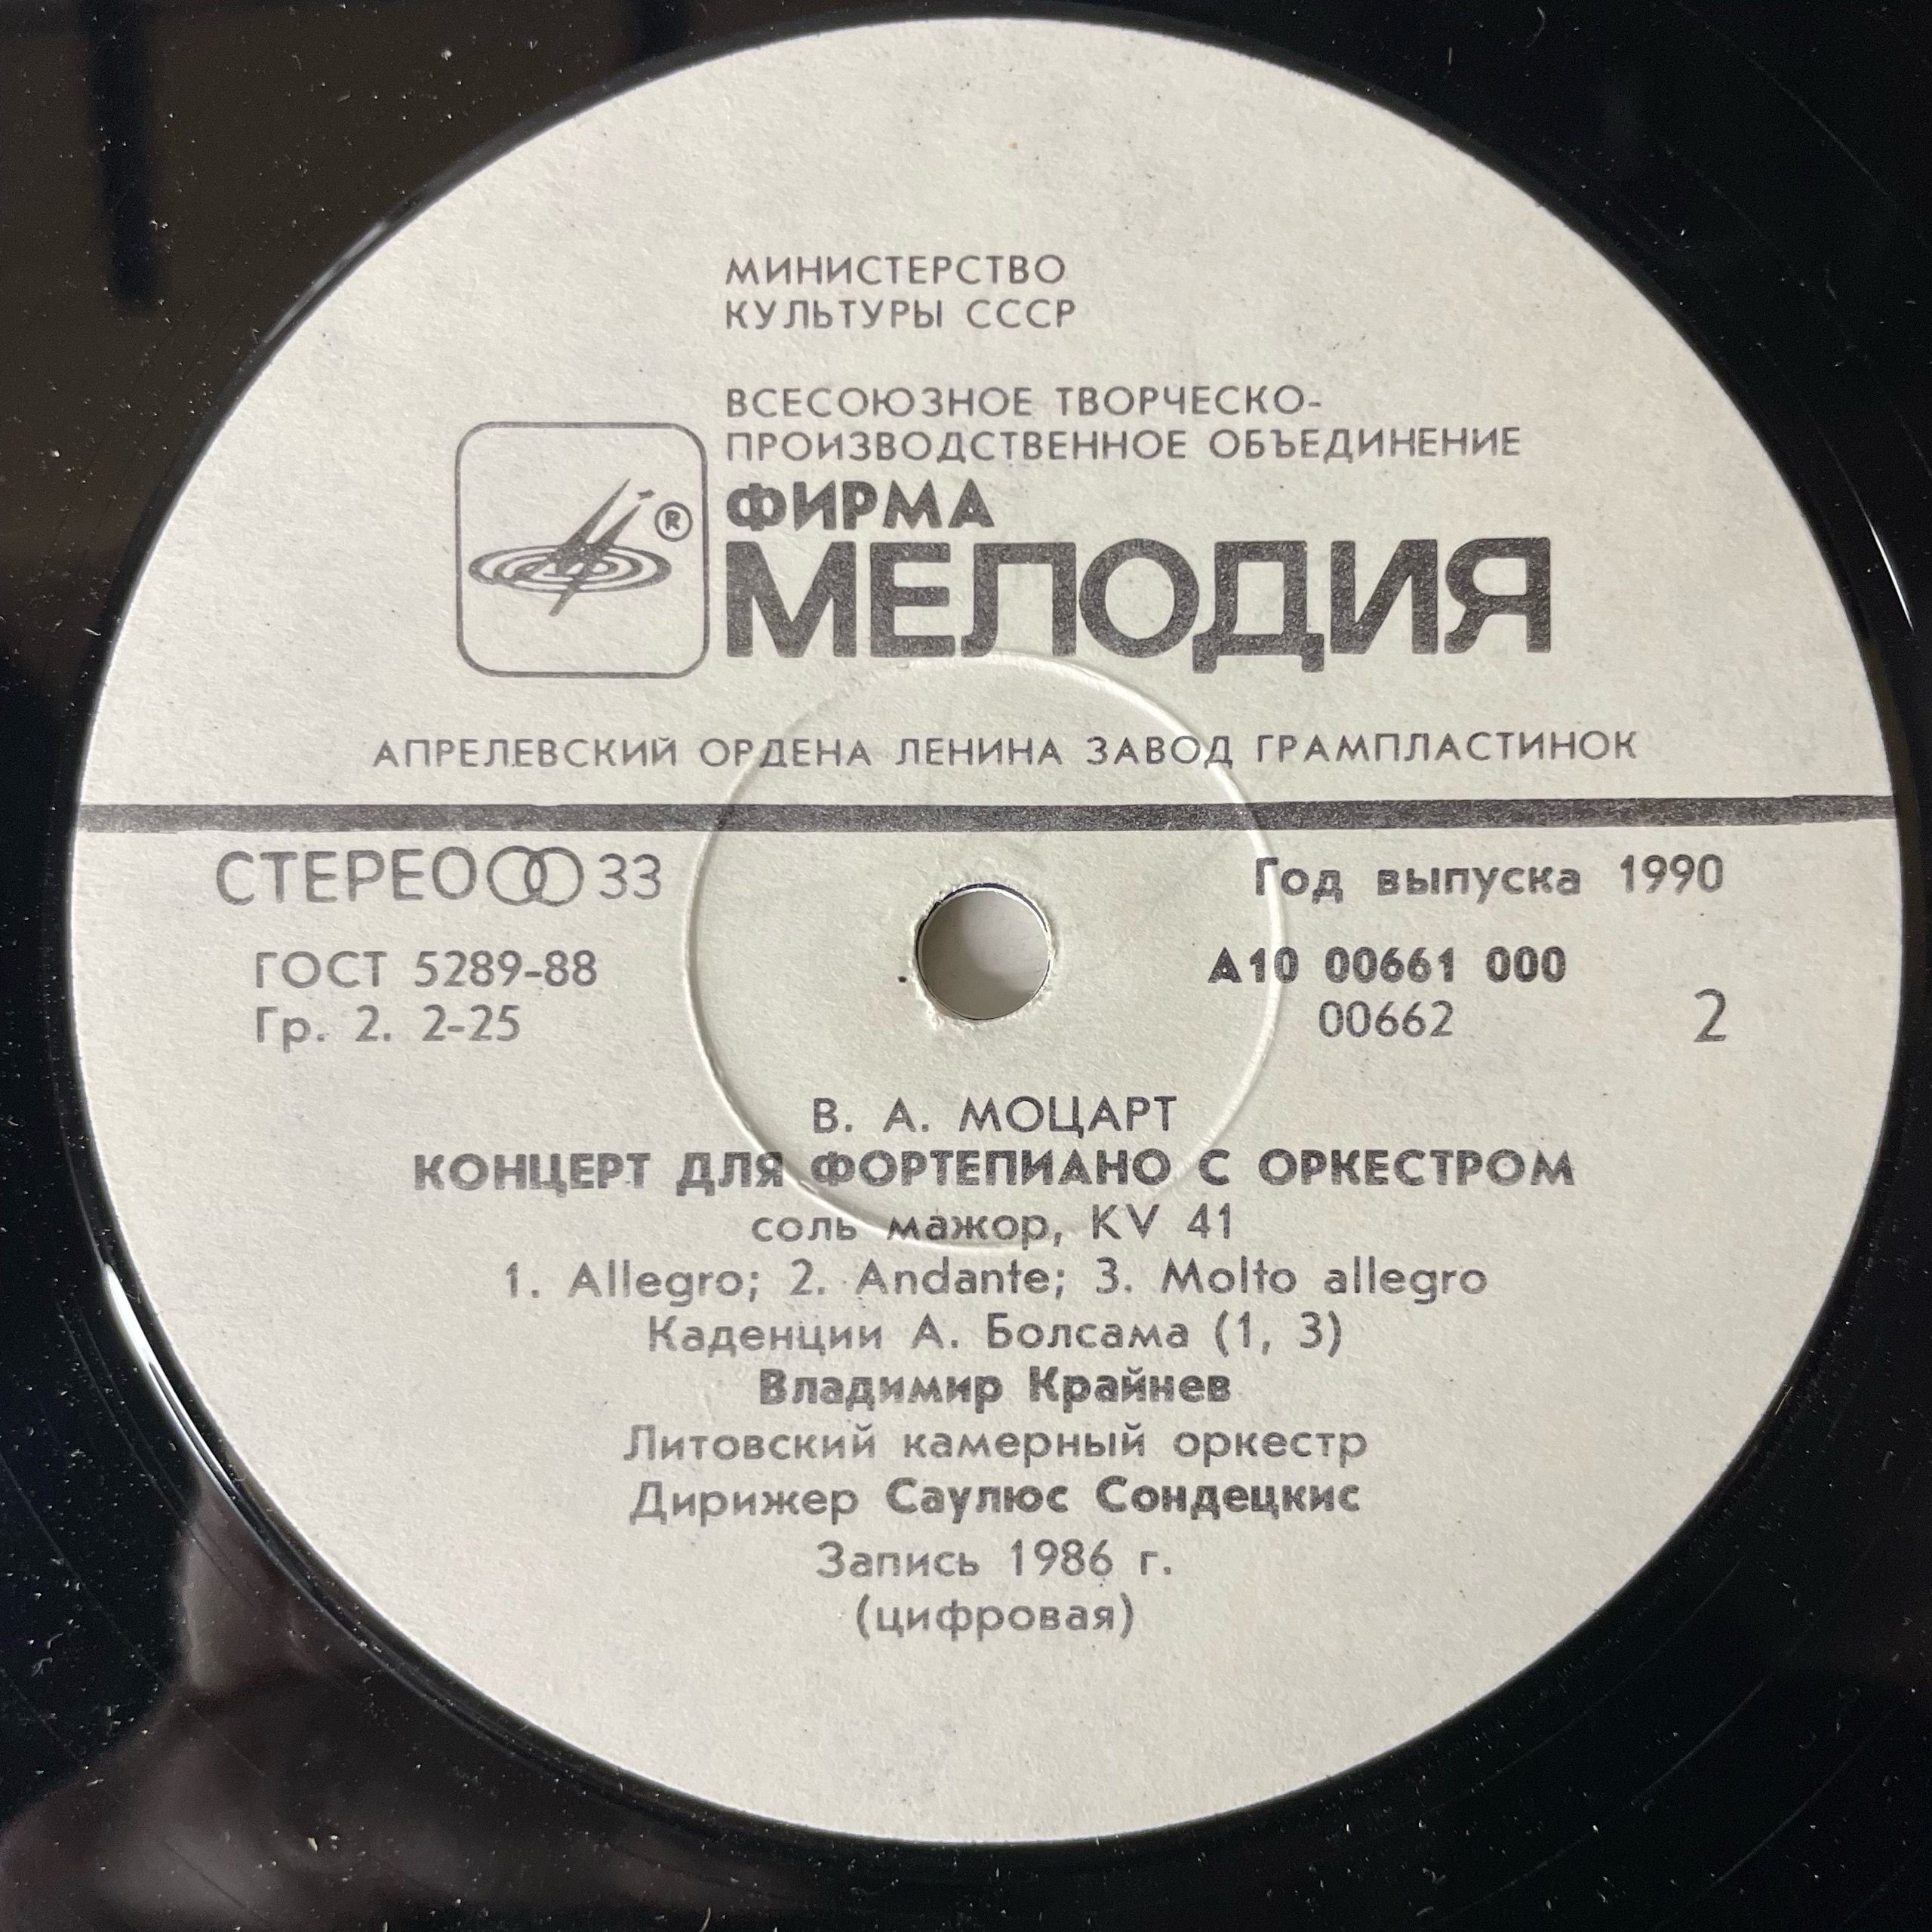 МИНИСТЕРСТВО
КУЛЬТУРЫ СССР
ВСЕСОЮЗНОЕ ТВОРЧЕСКО-
ПРОИЗВОДСТВЕННОЕ ОБЪЕДИНЕНИЕ
®
ФИРМА
МЕЛОДИЯ
АПРЕЛЕВСКИЙ ОРДЕНА ЛЕНИНА ЗАВОД ГРАМПЛАСТИНОК
СТЕРЕО 33
Год выпуска 1990
ГОСТ 5289-88
А10 00661 000
Гр. 2. 2-25
00662
2
В. А. МОЦАРТ
КОНЦЕРТ ДЛЯ ФОРТЕПИАНО С ОРКЕСТРОМ
соль мажор, KV 41
1. Allegro; 2. Andante; 3. Molto allegro
Каденции А. Болсама (1, 3)
Владимир Крайнев
Литовский камерный оркестр
Дирижер Саулюс Сондецкис
Запись 1986 г.
(цифровая)